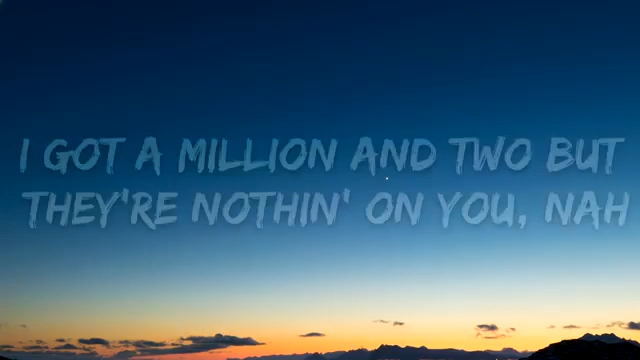 I GOT A MILLION AND TWO BUT
THEY'RE NOTHIN' ON YOU, NAH